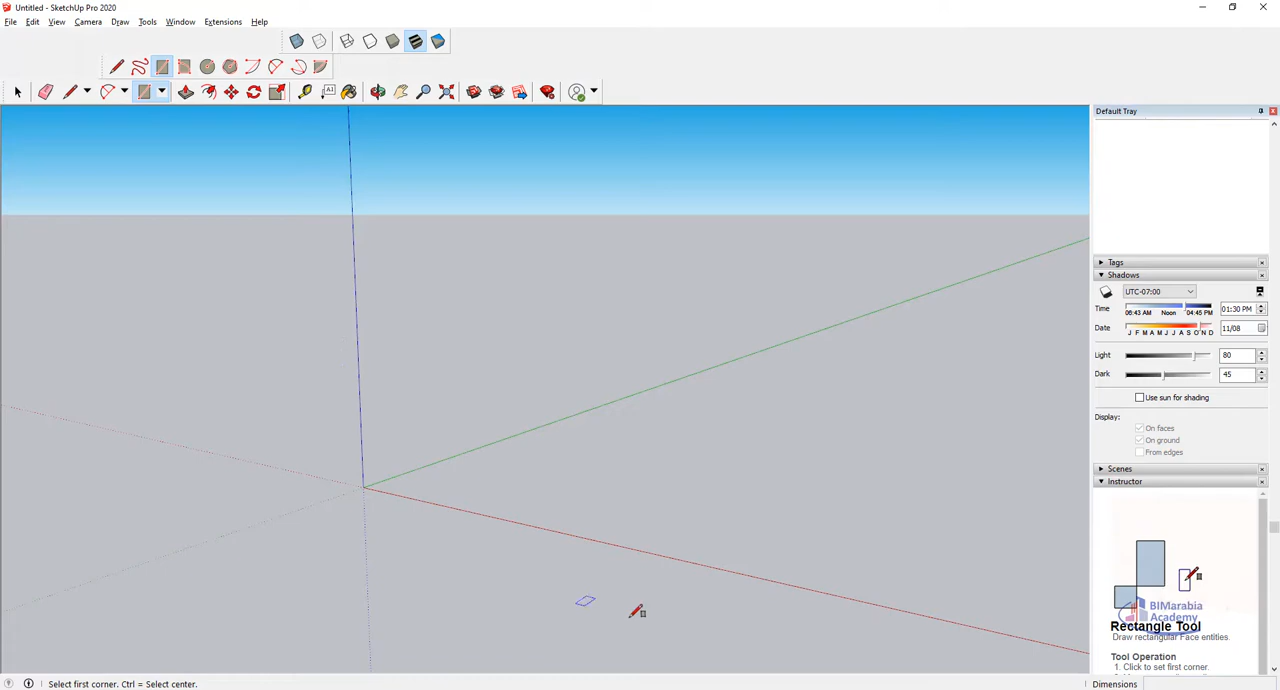 Untitled - SketchUp Pro 2020
File Edit View Camera Draw Tools Window Extensions Help
A1
Default Tray
Tags
Shadows
UTC-07:00
Time
06:43 AM Noon 04:45 PM
01:30 PM
Date
J F M A M J J A S O N D
11/08
Light 80
Dark 45
Use sun for shading
Display:
On faces
On ground
From edges
Scenes
Instructor
BIMarabia
Academy
Rectangle Tool
Draw rectangular Face entities.
Tool Operation
1. Click to set first corner.
Select first corner. Ctrl = Select center.
Dimensions